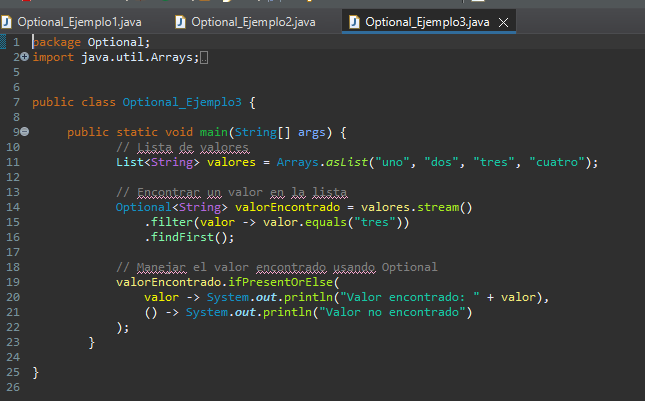 Optional_Ejemplo1.java Optional_Ejemplo2.java Optional_Ejemplo3.java
1 package Optional;
2 import java.util.Arrays;
5
6
7 public class Optional_Ejemplo3 {
8
9 public static void main(String[] args) {
10 // Lista de valores
11 List<String> valores = Arrays.asList("uno", "dos", "tres", "cuatro");
12
13 // Encontrar un valor en la lista
14 Optional<String> valorEncontrado = valores.stream()
15 .filter(valor -> valor.equals("tres"))
16 .findFirst();
17
18 // Manejar el valor encontrado usando Optional
19 valorEncontrado.ifPresentOrElse(
20 valor -> System.out.println("Valor encontrado: " + valor),
21 () -> System.out.println("Valor no encontrado")
22 );
23 }
24
25 }
26